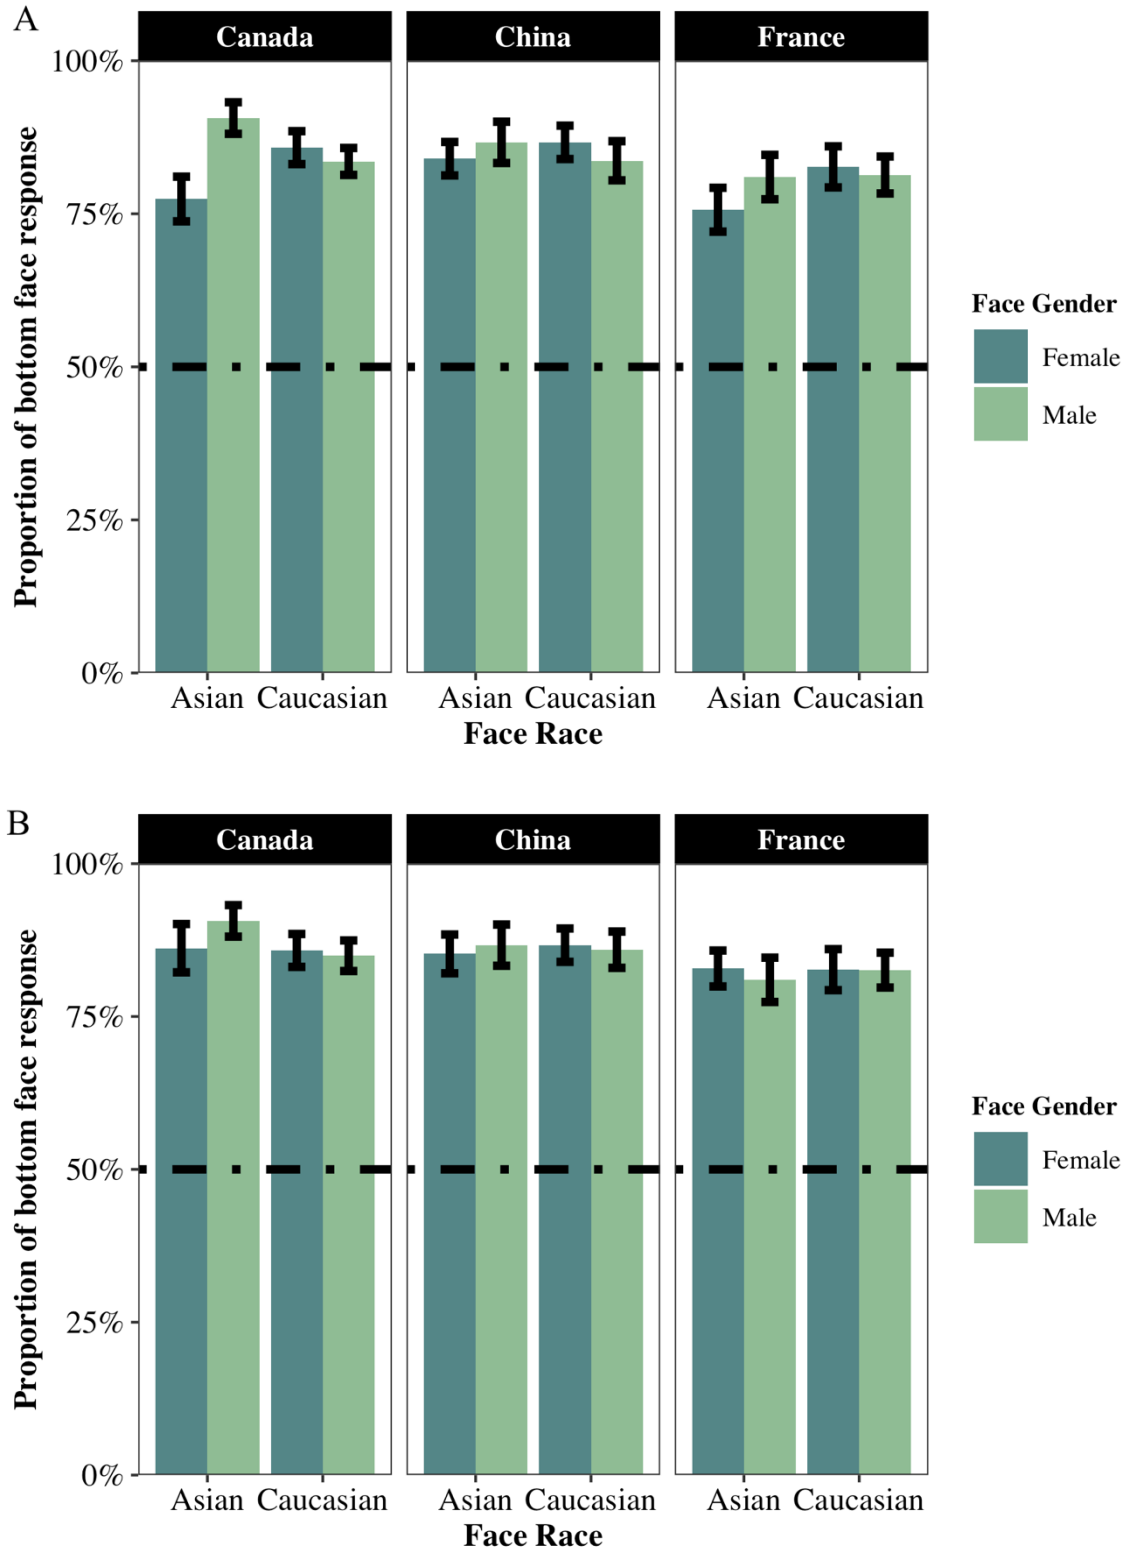 A
Canada China France
100%
75%
50%
25%
0%
Proportion of bottom face response
Asian Caucasian Asian Caucasian Asian Caucasian
Face Race
Face Gender
Female
Male
B
Canada China France
100%
75%
50%
25%
0%
Proportion of bottom face response
Asian Caucasian Asian Caucasian Asian Caucasian
Face Race
Face Gender
Female
Male